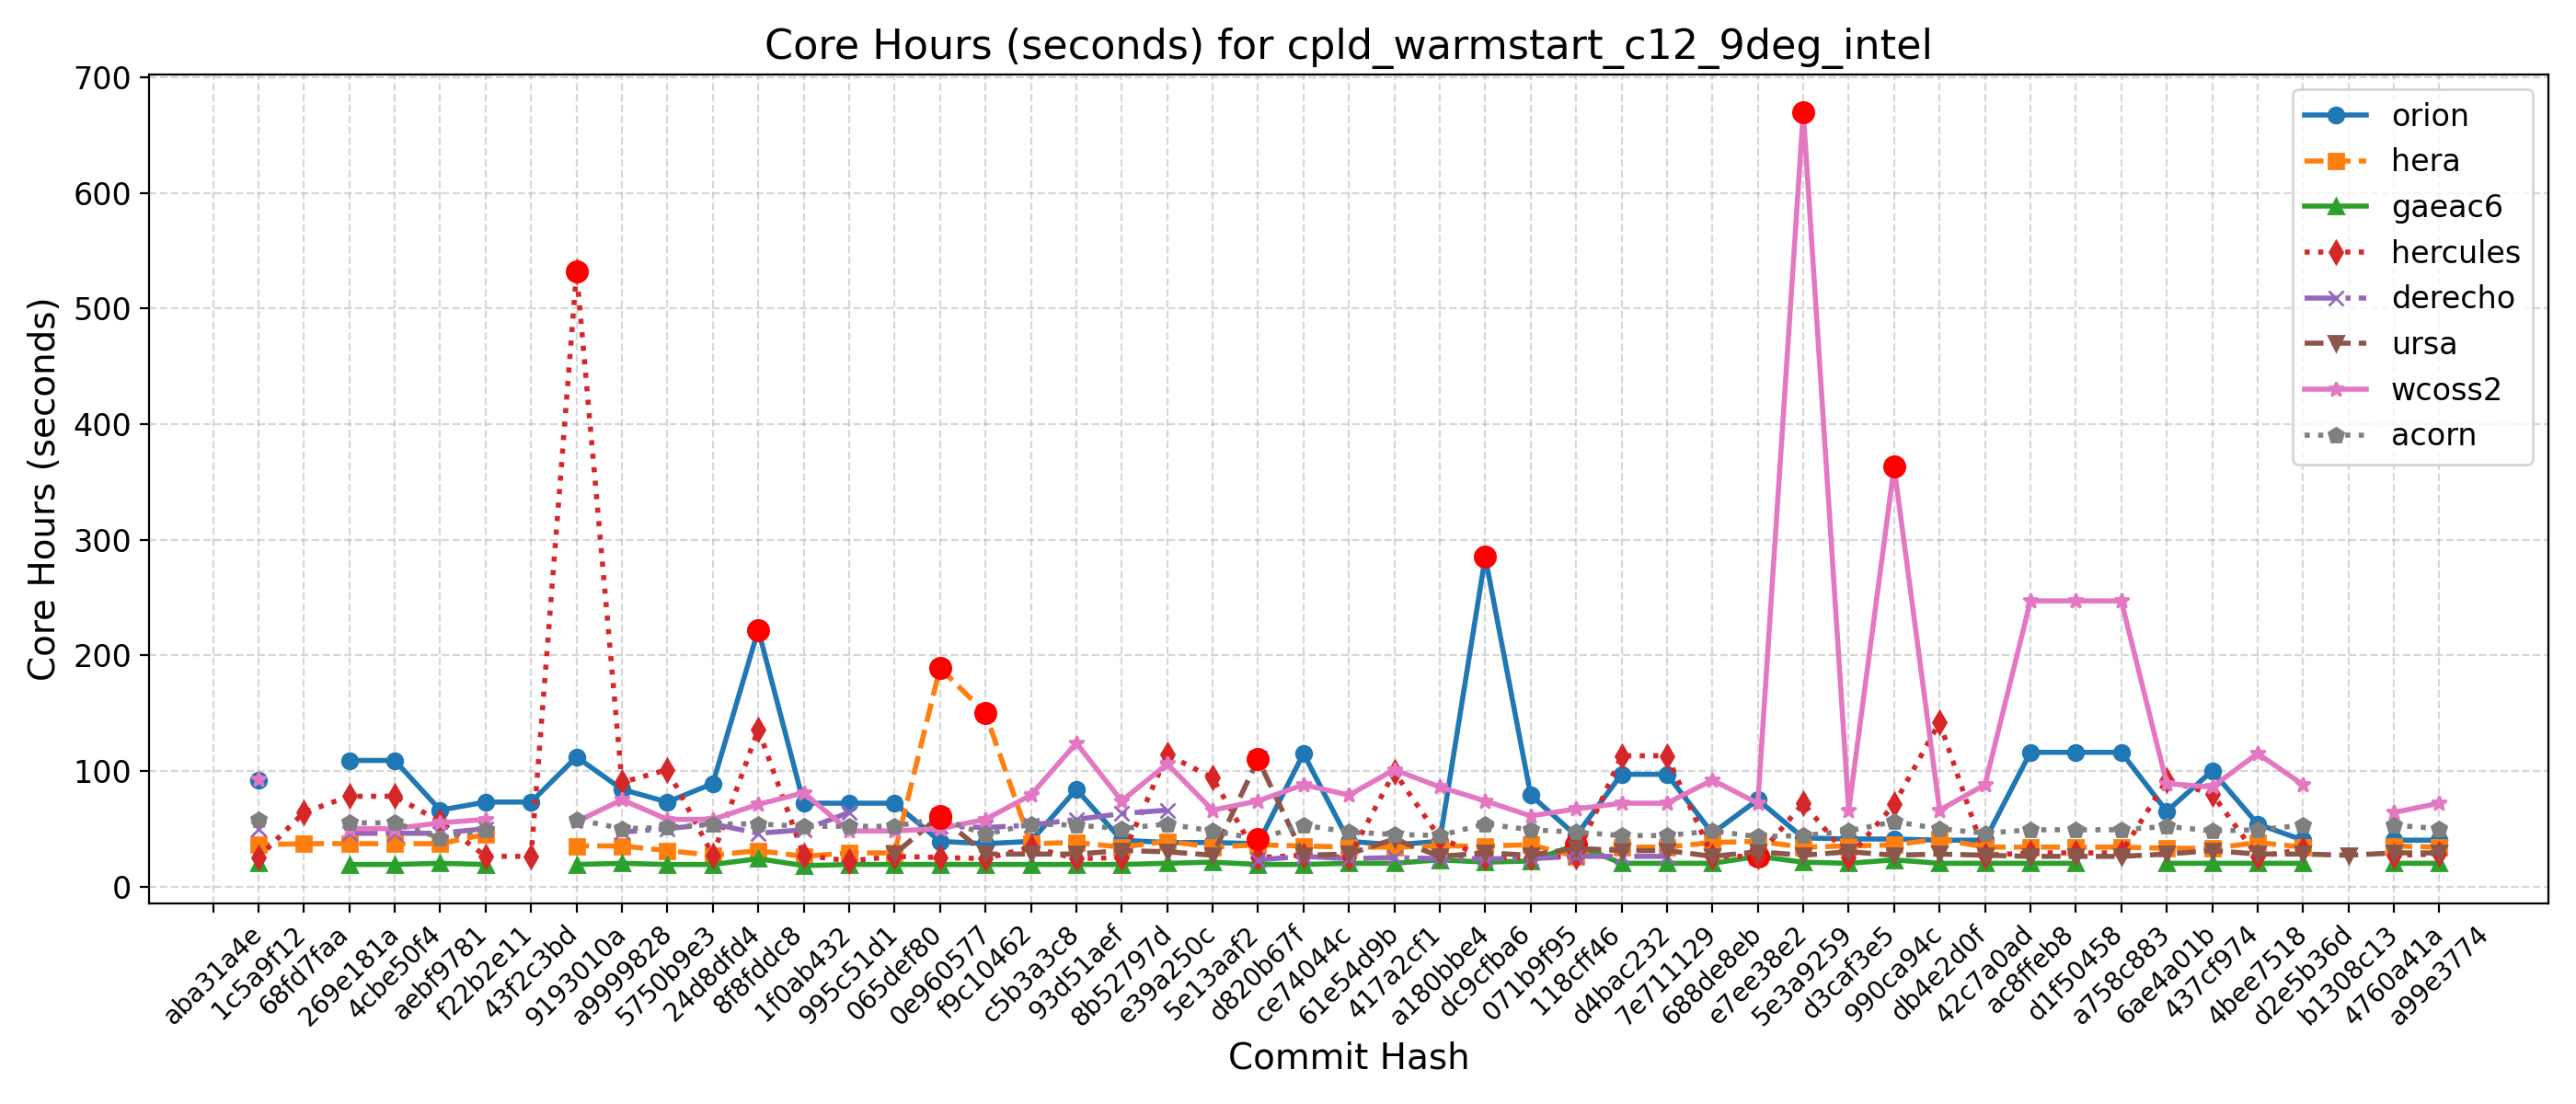 Core Hours (seconds) for cpld_warmstart_c12_9deg_intel
Core Hours (seconds)
700
600
500
400
300
200
100
0
orion
hera
gaeac6
hercules
derecho
ursa
wcoss2
acorn
aba31a4e
1c5a9f12
68fd7faa
269e181a
4cbe50f4
aebf9781
f22b2e11
43f2c3bd
9193010a
a9999828
5750b9e3
24d8dfd4
8f8fddc8
1f0ab432
995c51d1
065def80
0e960577
f9c10462
c5b3a3c8
93d51aef
8b52797d
e39a250c
5e13aaf2
d820b67f
ce74044c
61e54d9b
417a2cf1
a180bbe4
dc9cfba6
071b9f95
118cff46
d4bac232
7e711129
688de8eb
e7ee38e2
5e3a9259
d3caf3e5
990ca94c
db4e2d0f
42c7a0ad
ac8ffeb8
d1f50458
a758c883
6ae4a01b
437cf974
4bee7518
d2e5b36d
b1308c13
4760a41a
a99e3774
Commit Hash